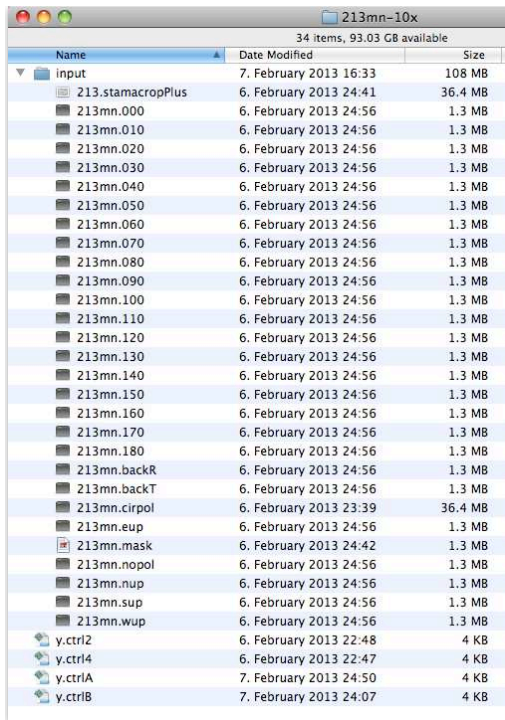 213mn-10x
34 items, 93.03 GB available
Name Date Modified Size
input 7. February 2013 16:33 108 MB
213.stamacropPlus 6. February 2013 24:41 36.4 MB
213mn.000 6. February 2013 24:56 1.3 MB
213mn.010 6. February 2013 24:56 1.3 MB
213mn.020 6. February 2013 24:56 1.3 MB
213mn.030 6. February 2013 24:56 1.3 MB
213mn.040 6. February 2013 24:56 1.3 MB
213mn.050 6. February 2013 24:56 1.3 MB
213mn.060 6. February 2013 24:56 1.3 MB
213mn.070 6. February 2013 24:56 1.3 MB
213mn.080 6. February 2013 24:56 1.3 MB
213mn.090 6. February 2013 24:56 1.3 MB
213mn.100 6. February 2013 24:56 1.3 MB
213mn.110 6. February 2013 24:56 1.3 MB
213mn.120 6. February 2013 24:56 1.3 MB
213mn.130 6. February 2013 24:56 1.3 MB
213mn.140 6. February 2013 24:56 1.3 MB
213mn.150 6. February 2013 24:56 1.3 MB
213mn.160 6. February 2013 24:56 1.3 MB
213mn.170 6. February 2013 24:56 1.3 MB
213mn.180 6. February 2013 24:56 1.3 MB
213mn.backR 6. February 2013 24:56 1.3 MB
213mn.backT 6. February 2013 24:56 1.3 MB
213mn.cirpol 6. February 2013 23:39 36.4 MB
213mn.eup 6. February 2013 24:56 1.3 MB
213mn.mask 6. February 2013 24:42 1.3 MB
213mn.nopol 6. February 2013 24:56 1.3 MB
213mn.nup 6. February 2013 24:56 1.3 MB
213mn.sup 6. February 2013 24:56 1.3 MB
213mn.wup 6. February 2013 24:56 1.3 MB
y.ctrl2 6. February 2013 22:48 4 KB
y.ctrl4 6. February 2013 22:47 4 KB
y.ctrlA 7. February 2013 24:50 4 KB
y.ctrlB 7. February 2013 24:07 4 KB